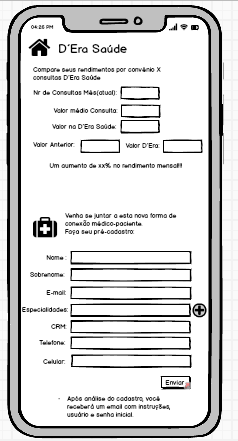 04:26 PM
D'Era Saúde
Compare seus rendimentos por convênio X
consultas D'Era Saúde
Nr de Consultas Mês(atual):
Valor médio Consulta:
Valor na D'Era Saúde:
Valor Anterior: Valor D'Era:
Um aumento de xx% no rendimento mensal!!!
Venha se juntar a esta nova forma de
conexão médico-paciente.
Faça seu pré-cadastro:
Nome :
Sobrenome:
E-mail:
Especialidades:
CRM:
Telefone:
Celular:
Enviar
- Após análise do cadastro, você
receberá um email com instruções,
usuário e senha inicial.